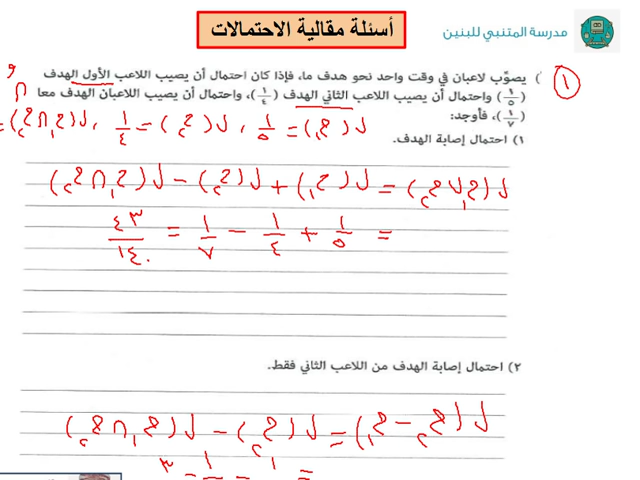 مدرسة المتنبي للبنين
أسئلة مقالية الاحتمالات
١
يصوّب لاعبان في وقت واحد نحو هدف ما، فإذا كان احتمال أن يصيب اللاعب الأول الهدف
(١/٥) واحتمال أن يصيب اللاعب الثاني الهدف (١/٤)، واحتمال أن يصيب اللاعبان الهدف معا
(١/٧)، فأوجد:
ل(ح١) = ١/٥ ، ل(ح٢) = ١/٤ ، ل(ح١ ∩ ح٢) =
١) احتمال إصابة الهدف.
ل(ح١ ∪ ح٢) = ل(ح١) + ل(ح٢) − ل(ح١ ∩ ح٢)
= ١/٥ + ١/٤ − ١/٧ = ٤٣/١٤٠
٢) احتمال إصابة الهدف من اللاعب الثاني فقط.
ل(ح٢ − ح١) = ل(ح٢) − ل(ح١ ∩ ح٢)